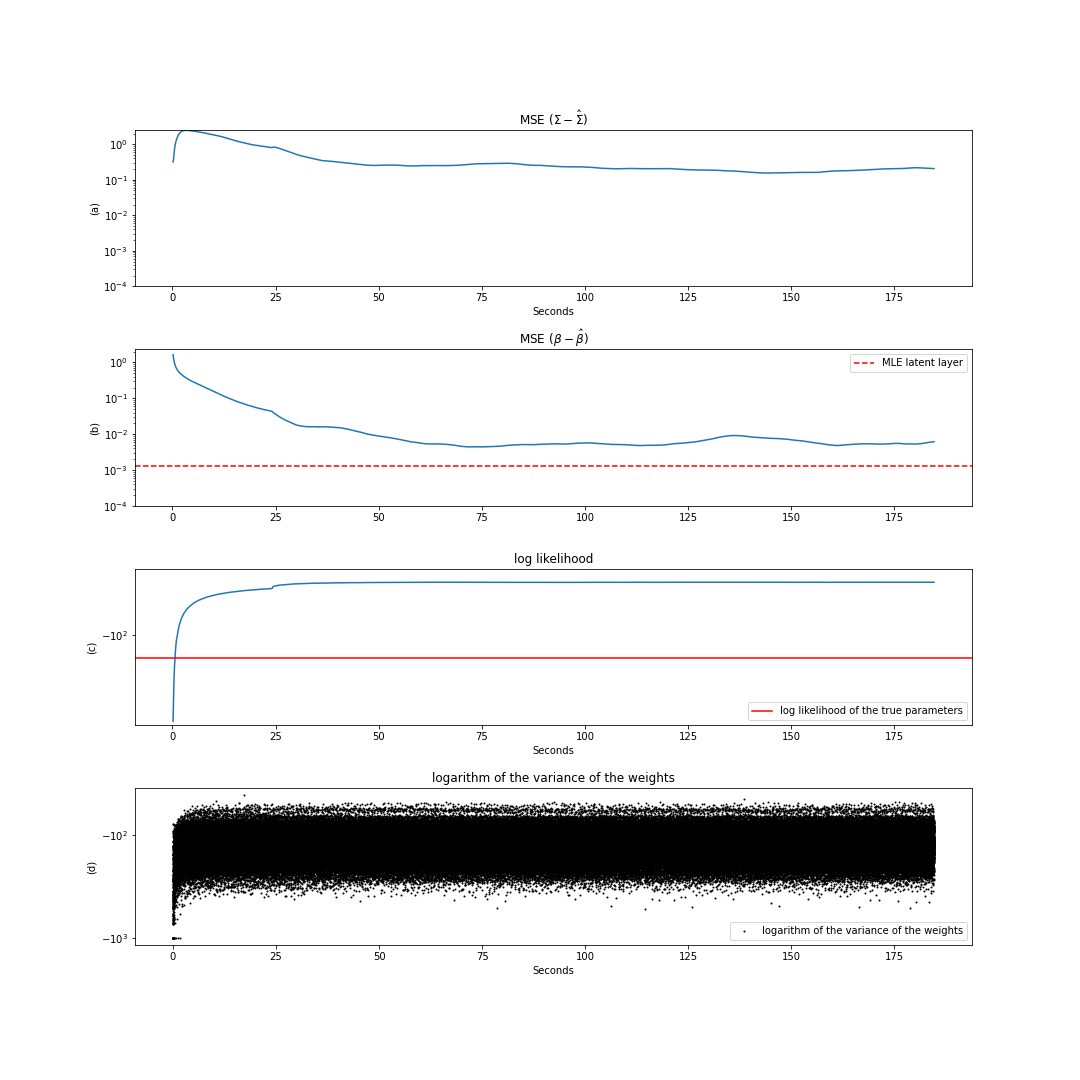 MSE (Σ − Σ̂)
10⁰
10⁻¹
10⁻²
10⁻³
10⁻⁴
(a)
0 25 50 75 100 125 150 175
Seconds
MSE (β − β̂)
10⁰
10⁻¹
10⁻²
10⁻³
10⁻⁴
(b)
MLE latent layer
0 25 50 75 100 125 150 175
log likelihood
−10²
(c)
log likelihood of the true parameters
0 25 50 75 100 125 150 175
Seconds
logarithm of the variance of the weights
−10²
−10³
(d)
logarithm of the variance of the weights
0 25 50 75 100 125 150 175
Seconds